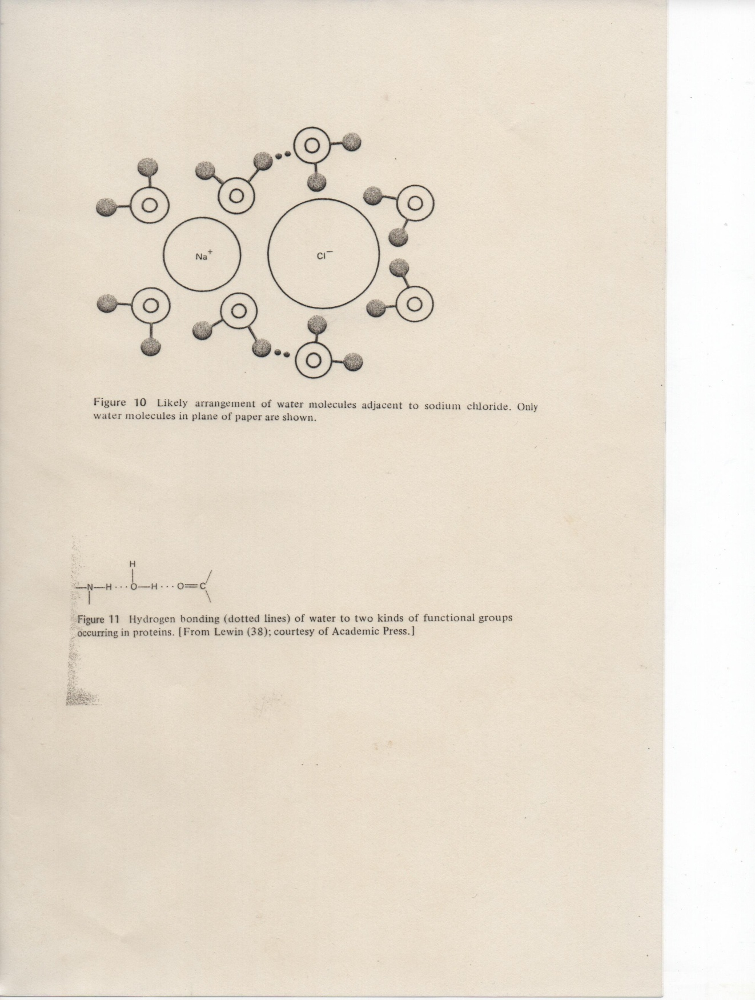 Na+
Cl−
Figure 10 Likely arrangement of water molecules adjacent to sodium chloride. Only
water molecules in plane of paper are shown.
H
—N—H···O—H···O=C
Figure 11 Hydrogen bonding (dotted lines) of water to two kinds of functional groups
occurring in proteins. [From Lewin (38); courtesy of Academic Press.]